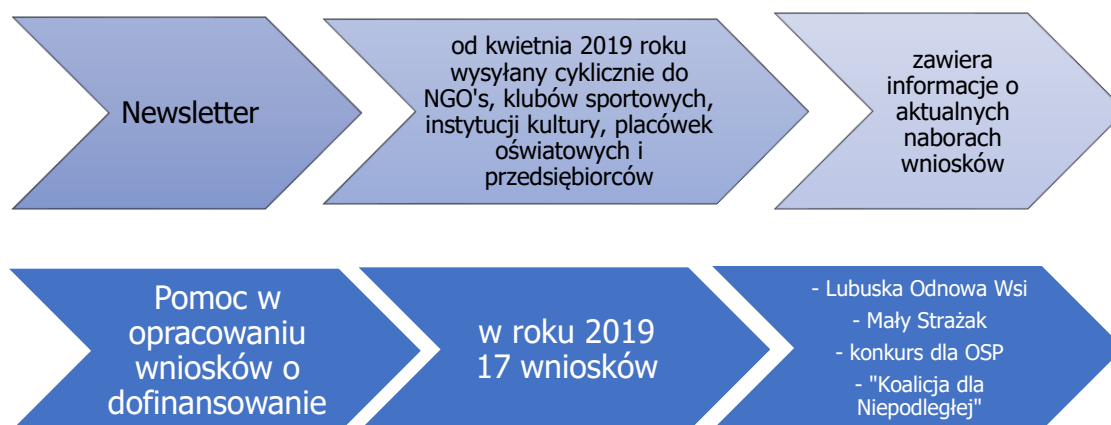 Newsletter
od kwietnia 2019 roku
wysyłany cyklicznie do
NGO's, klubów sportowych,
instytucji kultury, placówek
oświatowych i
przedsiębiorców
zawiera
informacje o
aktualnych
naborach
wniosków
Pomoc w
opracowaniu
wniosków o
dofinansowanie
w roku 2019
17 wniosków
- Lubuska Odnowa Wsi
- Mały Strażak
- konkurs dla OSP
- "Koalicja dla
Niepodległej"